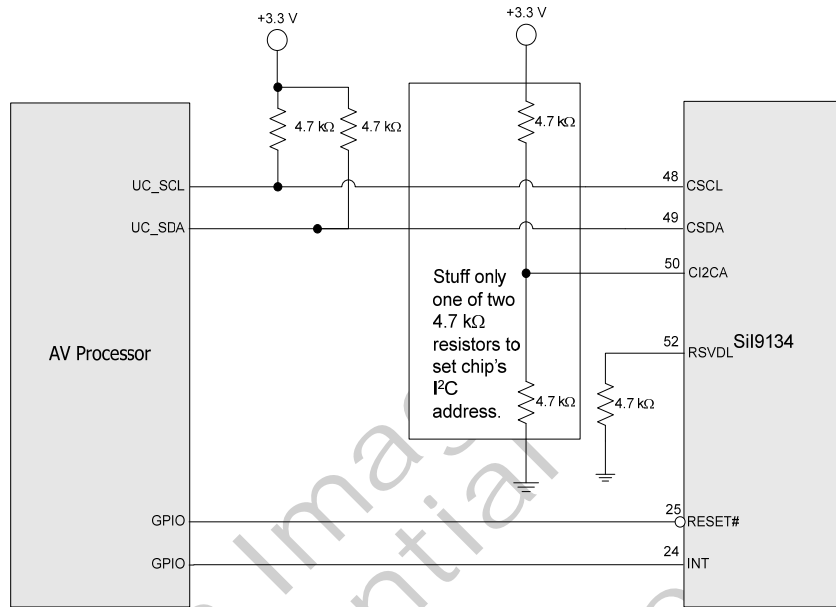 +3.3 V
+3.3 V
4.7 kΩ
4.7 kΩ
4.7 kΩ
UC_SCL
48
CSCL
UC_SDA
49
CSDA
50
CI2CA
Stuff only
one of two
4.7 kΩ
resistors to
set chip's
I²C
address.
AV Processor
52
RSVDL
SiI9134
4.7 kΩ
4.7 kΩ
GPIO
25
RESET#
GPIO
24
INT